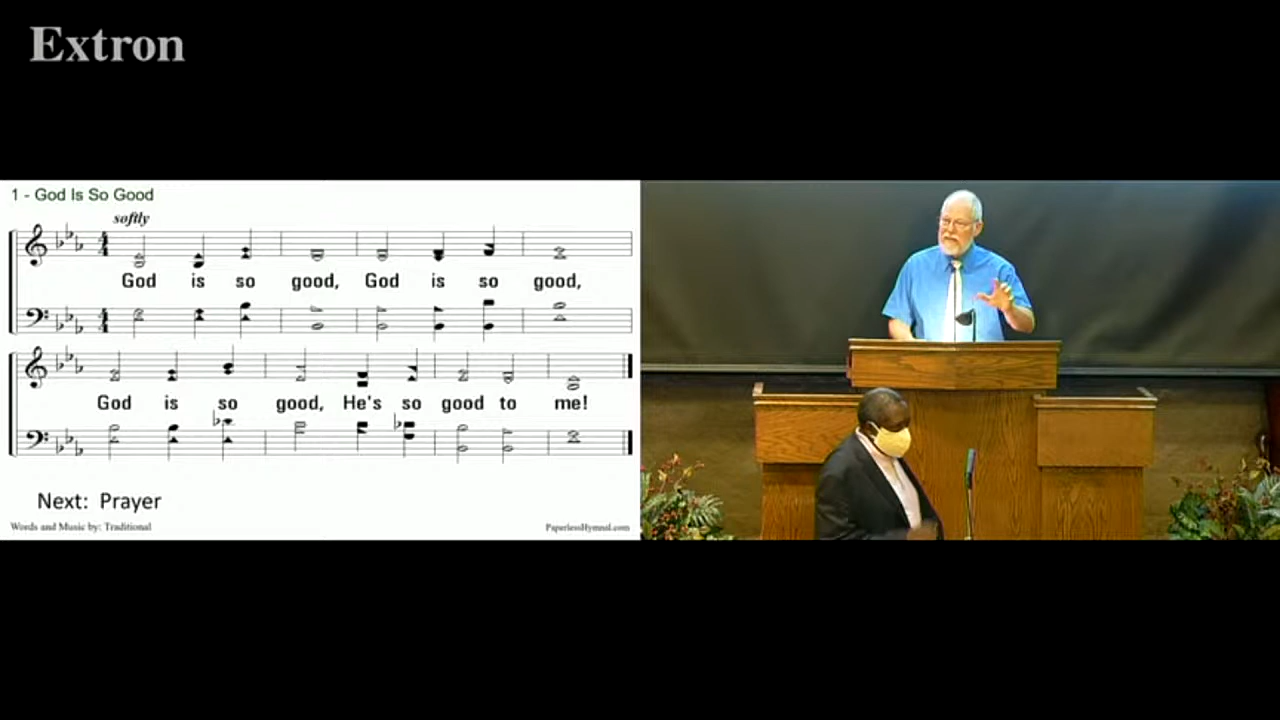 Extron
1 - God Is So Good
softly
God is so good, God is so good,
God is so good, He's so good to me!
Next: Prayer
Words and Music by: Traditional
PaperlessHymnal.com